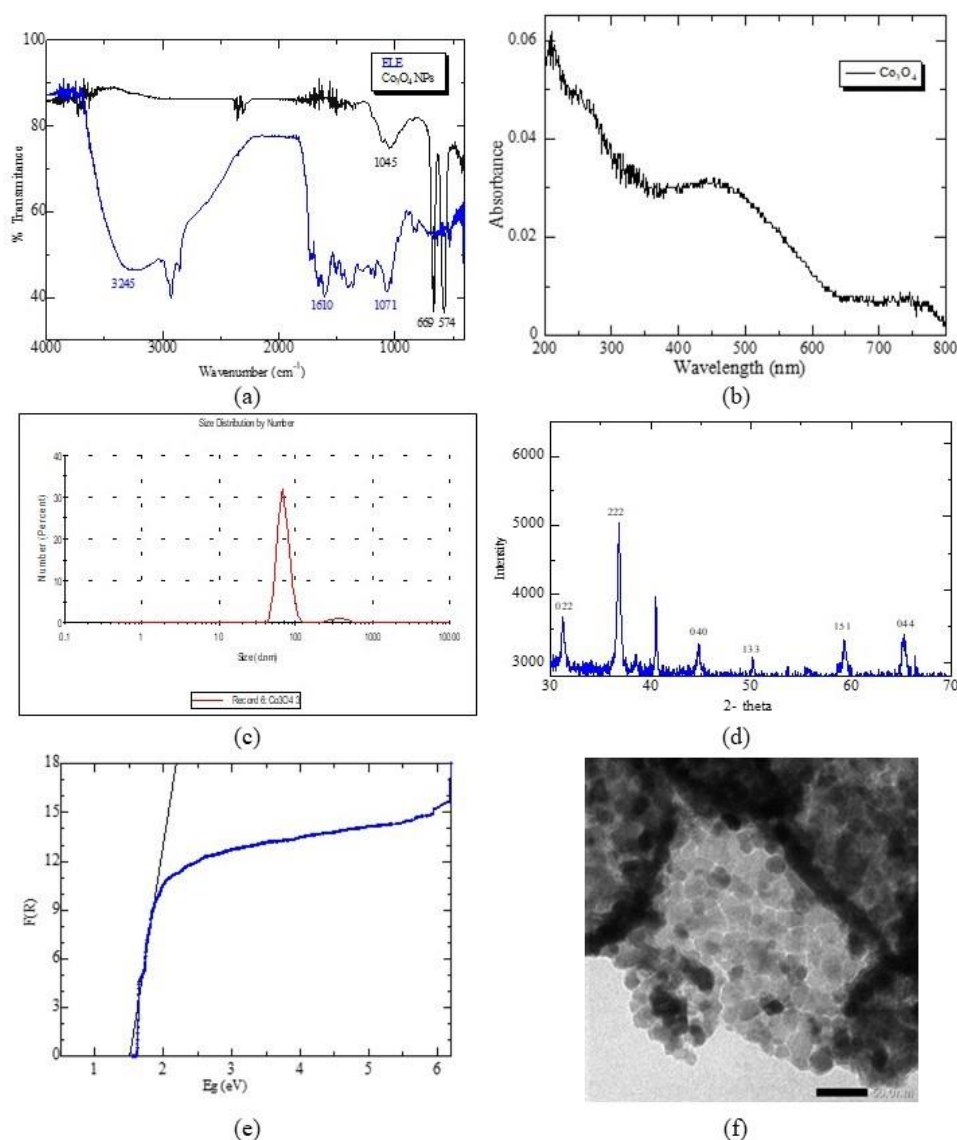 100
80
60
40
% Transmitance
ELE
Co3O4 NPs
1045
3245
1610
1071
669 574
4000 3000 2000 1000
Wavenumber (cm-1)
(a)
0.06
0.04
0.02
0
Absorbance
Co3O4
200 300 400 500 600 700 800
Wavelength (nm)
(b)
Size Distribution by Number
40
30
20
10
0
Number (Percent)
0.1 1 10 100 1000 10000
Size (d.nm)
Record 6: Co3O4 3
(c)
6000
5000
4000
3000
Intensity
022
222
040
133
151
044
30 40 50 60 70
2- theta
(d)
18
15
12
9
6
3
0
F(R)
1 2 3 4 5 6
Eg (eV)
(e)
(f)